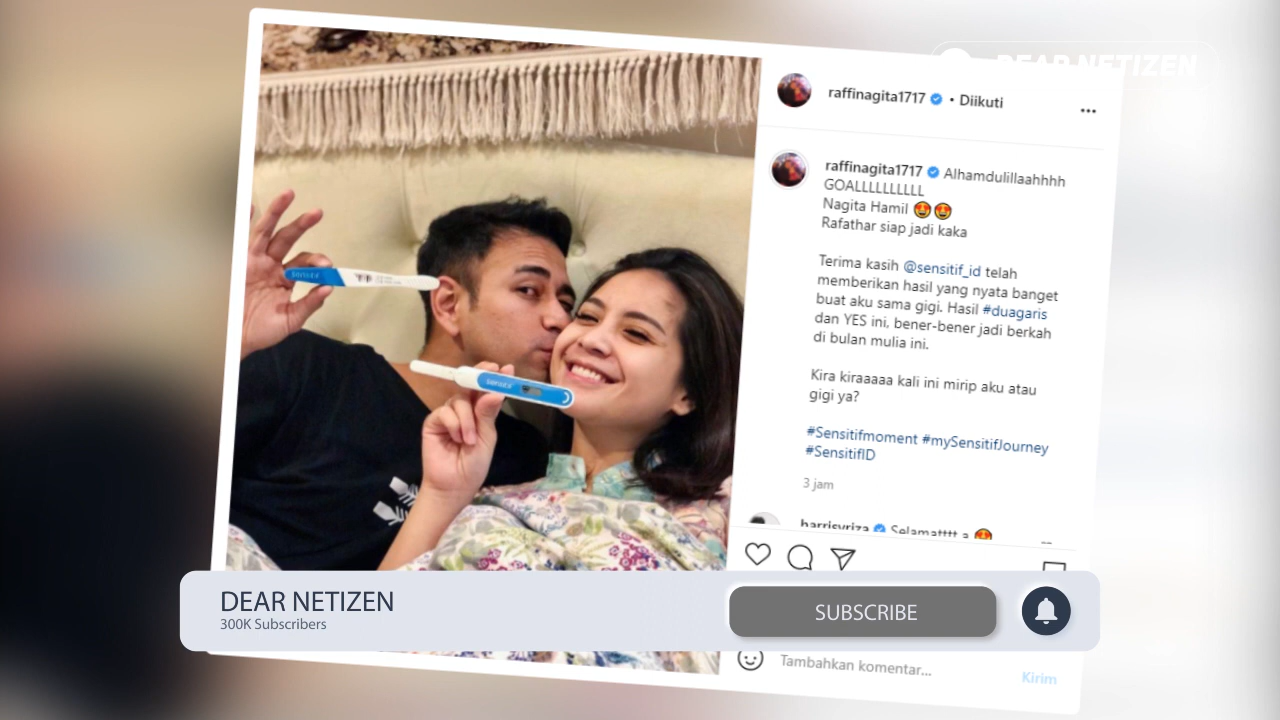 DEAR NETIZEN
raffinagita1717 • Diikuti
raffinagita1717 Alhamdulillaahhhh
GOALLLLLLLLLL
Nagita Hamil 😍😍
Rafathar siap jadi kaka
Terima kasih @sensitif_id telah
memberikan hasil yang nyata banget
buat aku sama gigi. Hasil #duagaris
dan YES ini, bener-bener jadi berkah
di bulan mulia ini.
Kira kiraaaaa kali ini mirip aku atau
gigi ya?
#Sensitifmoment #mySensitifJourney
#SensitifID
3 jam
harrisvriza Selamatttt a 😍
DEAR NETIZEN
300K Subscribers
SUBSCRIBE
Tambahkan komentar...
Kirim